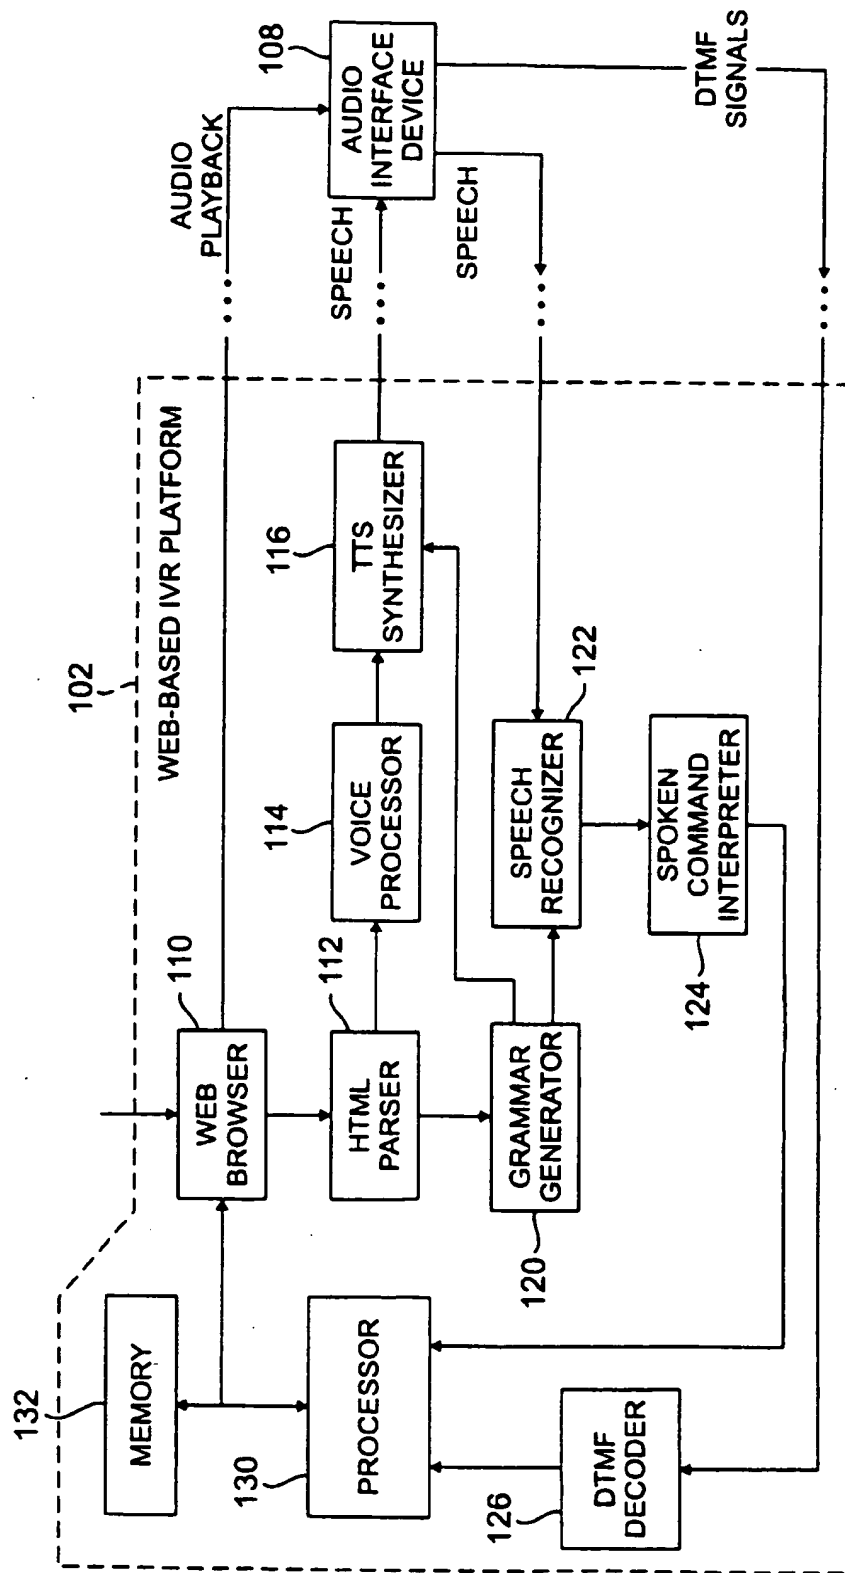 102
WEB-BASED IVR PLATFORM
132
MEMORY
130
PROCESSOR
126
DTMF
DECODER
110
WEB
BROWSER
112
HTML
PARSER
120
GRAMMAR
GENERATOR
114
VOICE
PROCESSOR
116
TTS
SYNTHESIZER
SPEECH
RECOGNIZER
122
SPOKEN
COMMAND
INTERPRETER
124
AUDIO
PLAYBACK
SPEECH
SPEECH
108
AUDIO
INTERFACE
DEVICE
DTMF
SIGNALS